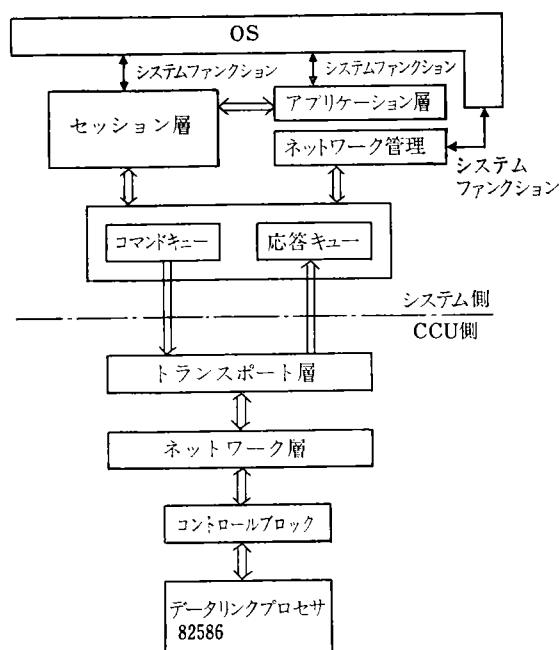 OS
システムファンクション
システムファンクション
セッション層
アプリケーション層
ネットワーク管理
システム
ファンクション
コマンドキュー
応答キュー
システム側
CCU側
トランスポート層
ネットワーク層
コントロールブロック
データリンクプロセサ
82586